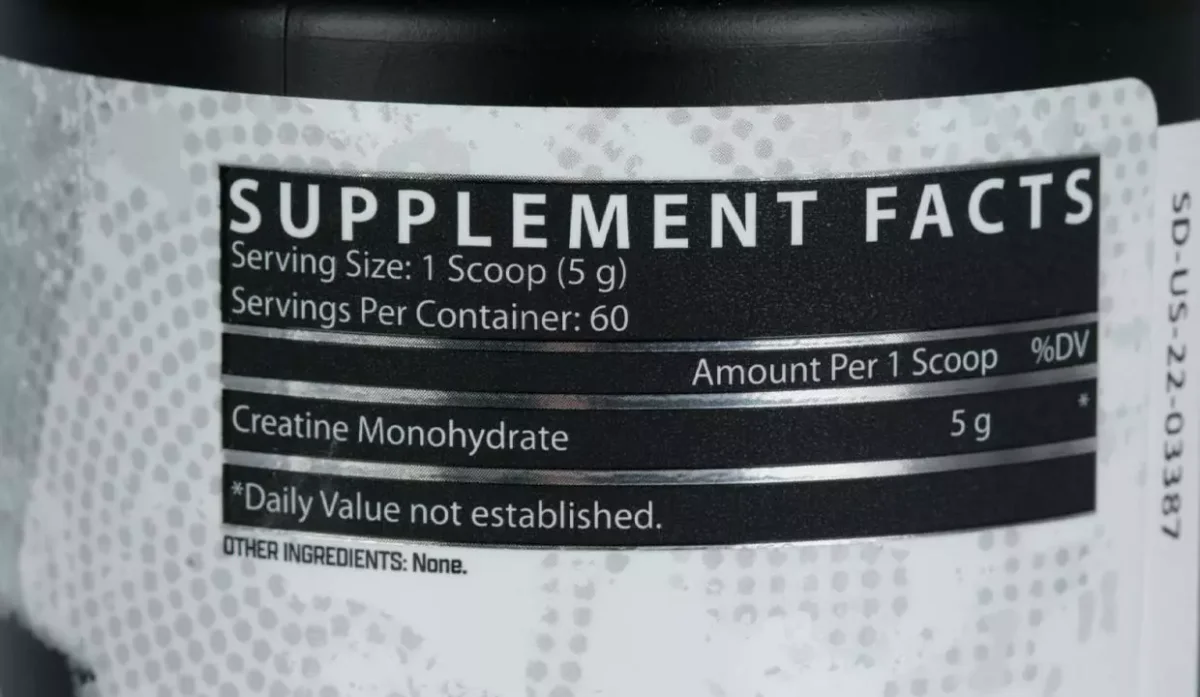 SUPPLEMENT FACTS
Serving Size: 1 Scoop (5 g)
Servings Per Container: 60
Amount Per 1 Scoop %DV
Creatine Monohydrate 5 g *
*Daily Value not established.
OTHER INGREDIENTS: None.
SD-US-22-03387